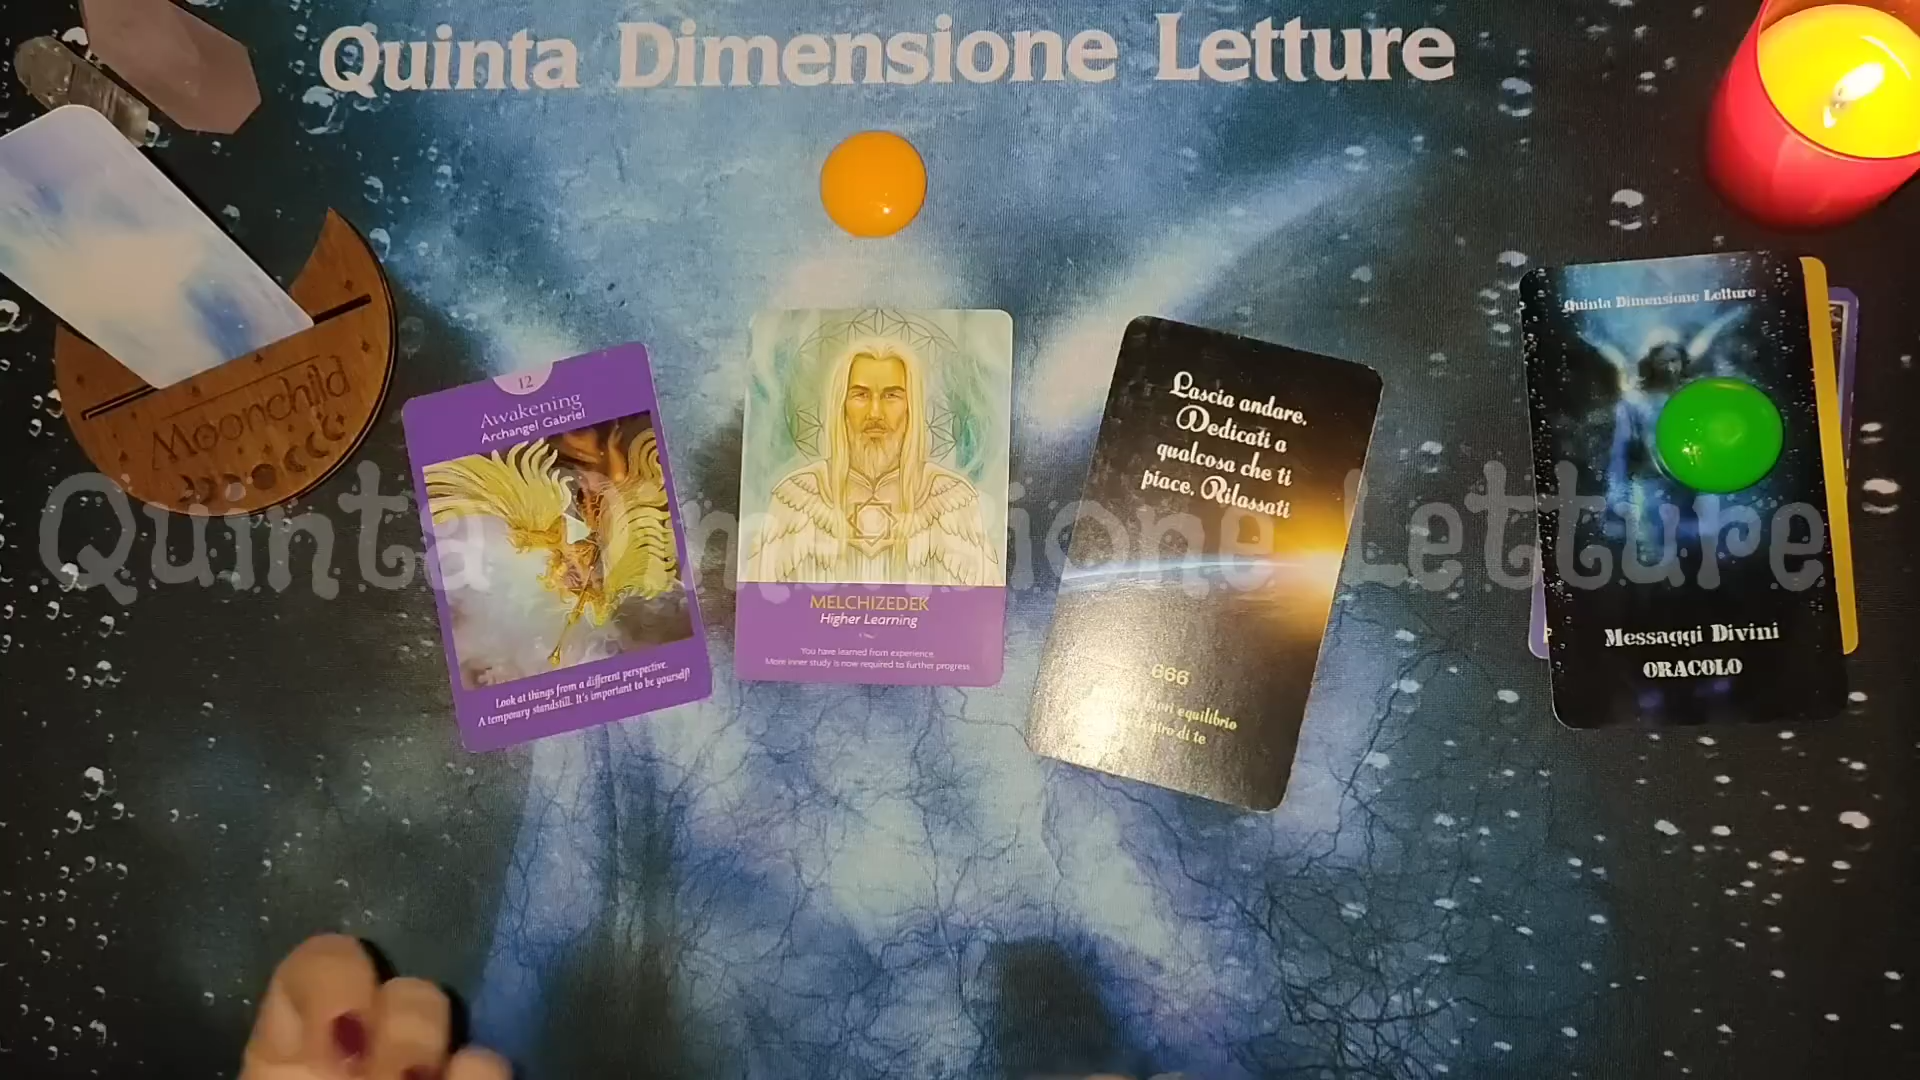 Quinta Dimensione Letture
Moonchild
12
Awakening
Archangel Gabriel
Look at things from a different perspective.
A temporary standstill. It's important to be yourself!
MELCHIZEDEK
Higher Learning
You have learned from experience.
More inner study is now required to further progress.
Lascia andare.
Dedicati a
qualcosa che ti
piace. Rilassati
666
equilibrio
di te
Quinta Dimensione Letture
Messaggi Divini
ORACOLO
Quinta Dimensione Letture